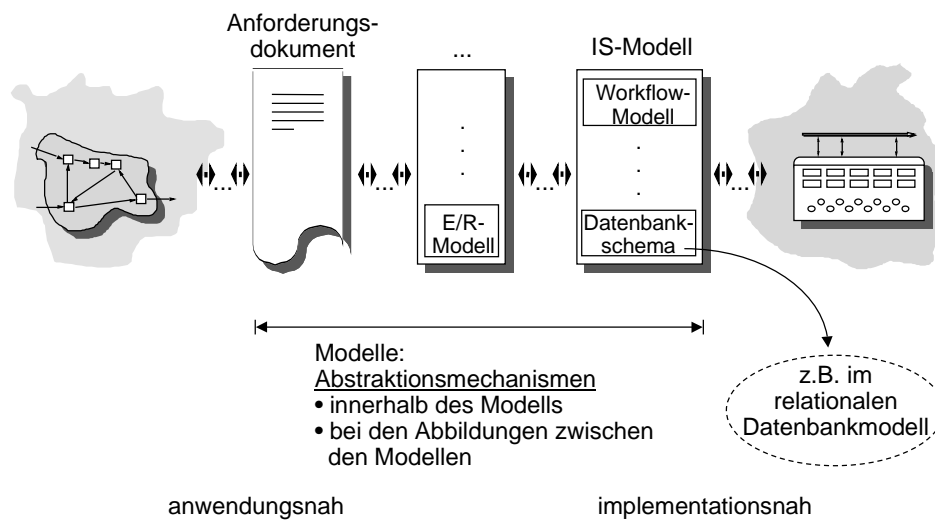 Anforderungs-
dokument
...
IS-Modell
Workflow-
Modell
...
...
...
...
E/R-
Modell
Datenbank-
schema
Modelle:
Abstraktionsmechanismen
• innerhalb des Modells
• bei den Abbildungen zwischen
den Modellen
z.B. im
relationalen
Datenbankmodell
anwendungsnah
implementationsnah